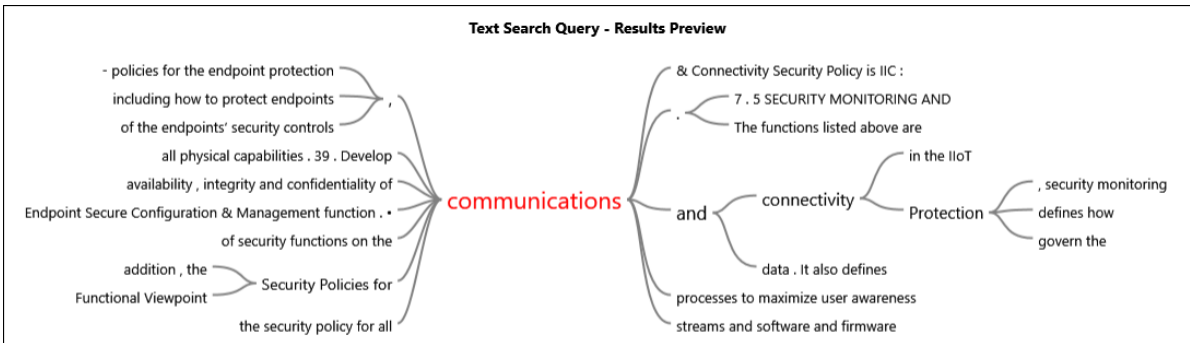 Text Search Query - Results Preview
- policies for the endpoint protection
including how to protect endpoints
of the endpoints' security controls
,
all physical capabilities . 39 . Develop
availability , integrity and confidentiality of
Endpoint Secure Configuration & Management function . •
of security functions on the
addition , the
Functional Viewpoint
Security Policies for
the security policy for all
communications
& Connectivity Security Policy is IIC :
.
7 . 5 SECURITY MONITORING AND
The functions listed above are
and
connectivity
in the IIoT
Protection
, security monitoring
defines how
govern the
data . It also defines
processes to maximize user awareness
streams and software and firmware